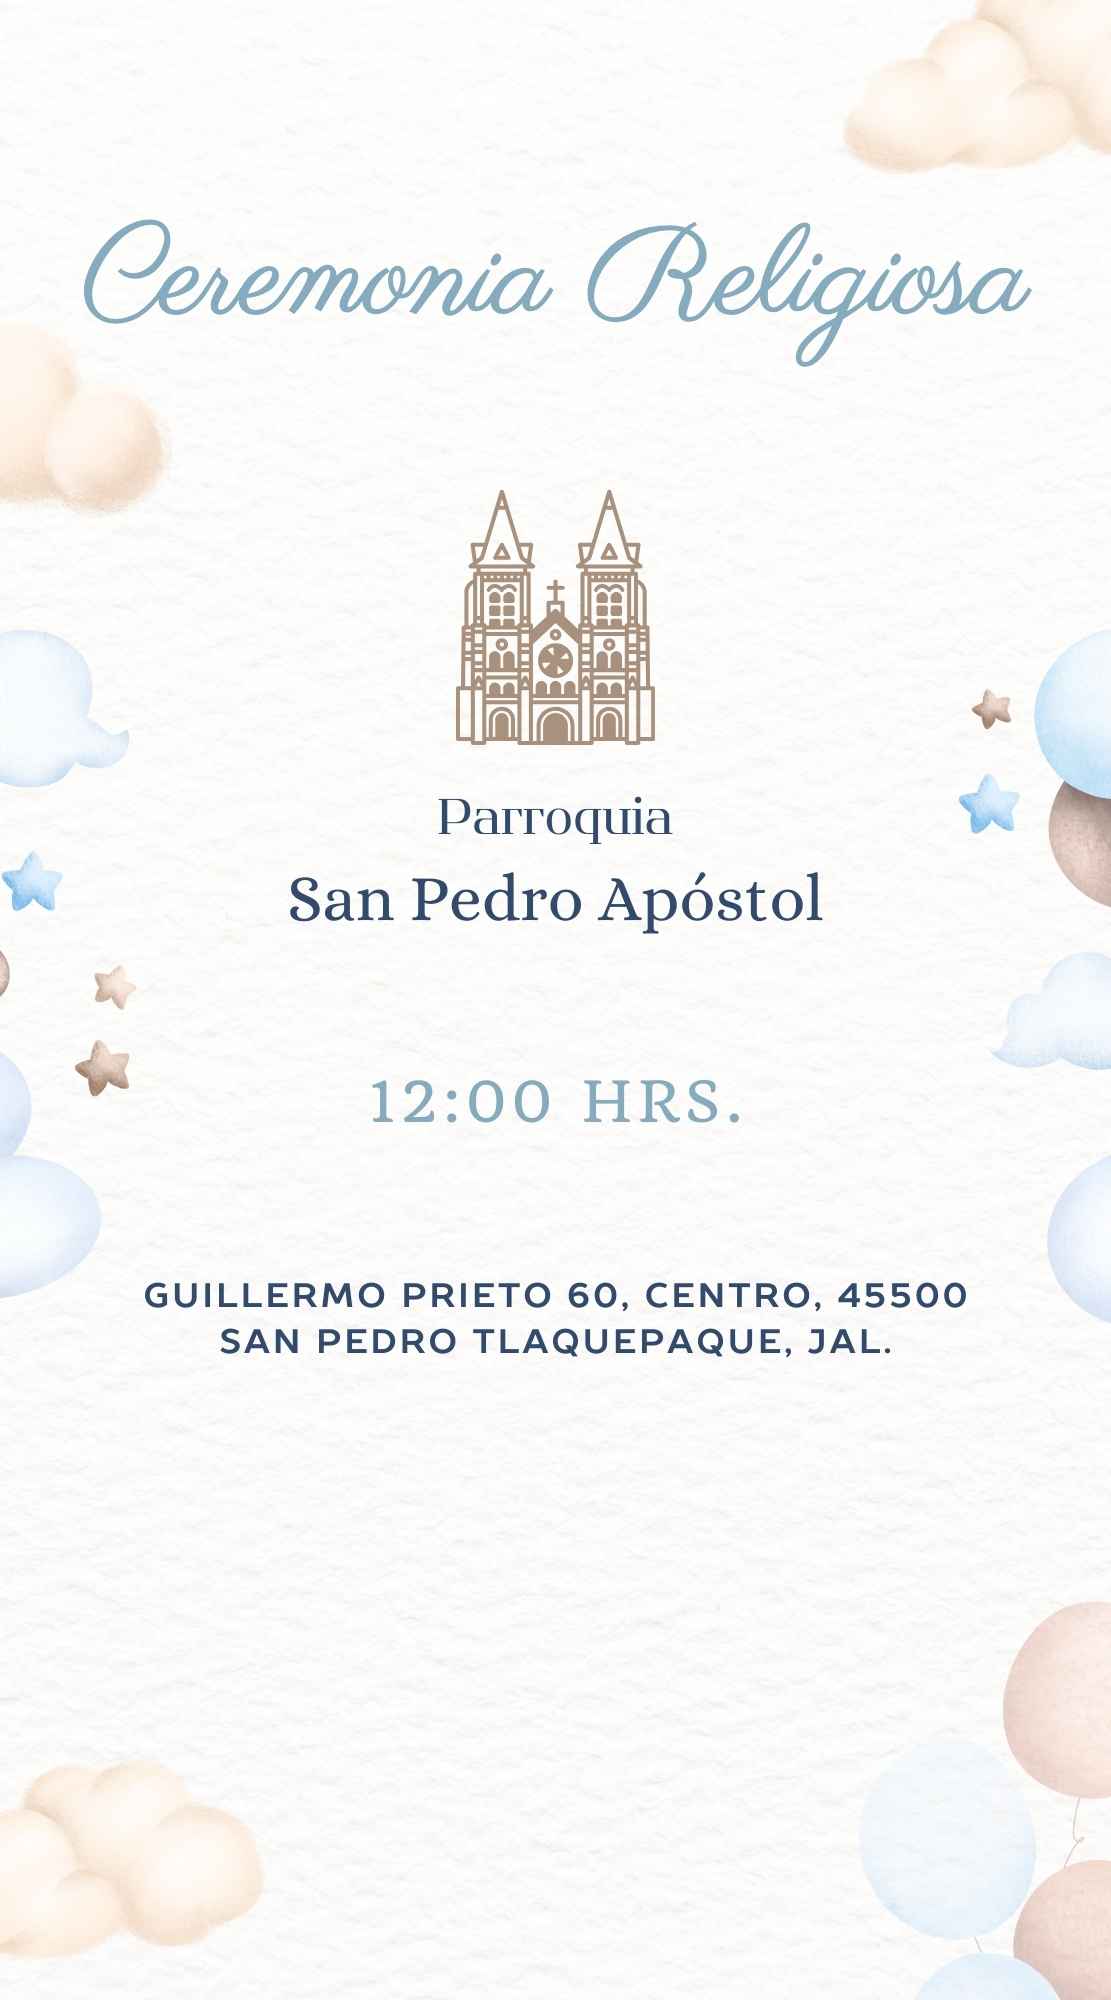 Ceremonia Religiosa
Parroquia
San Pedro Apóstol
12:00 HRS.
GUILLERMO PRIETO 60, CENTRO, 45500
SAN PEDRO TLAQUEPAQUE, JAL.